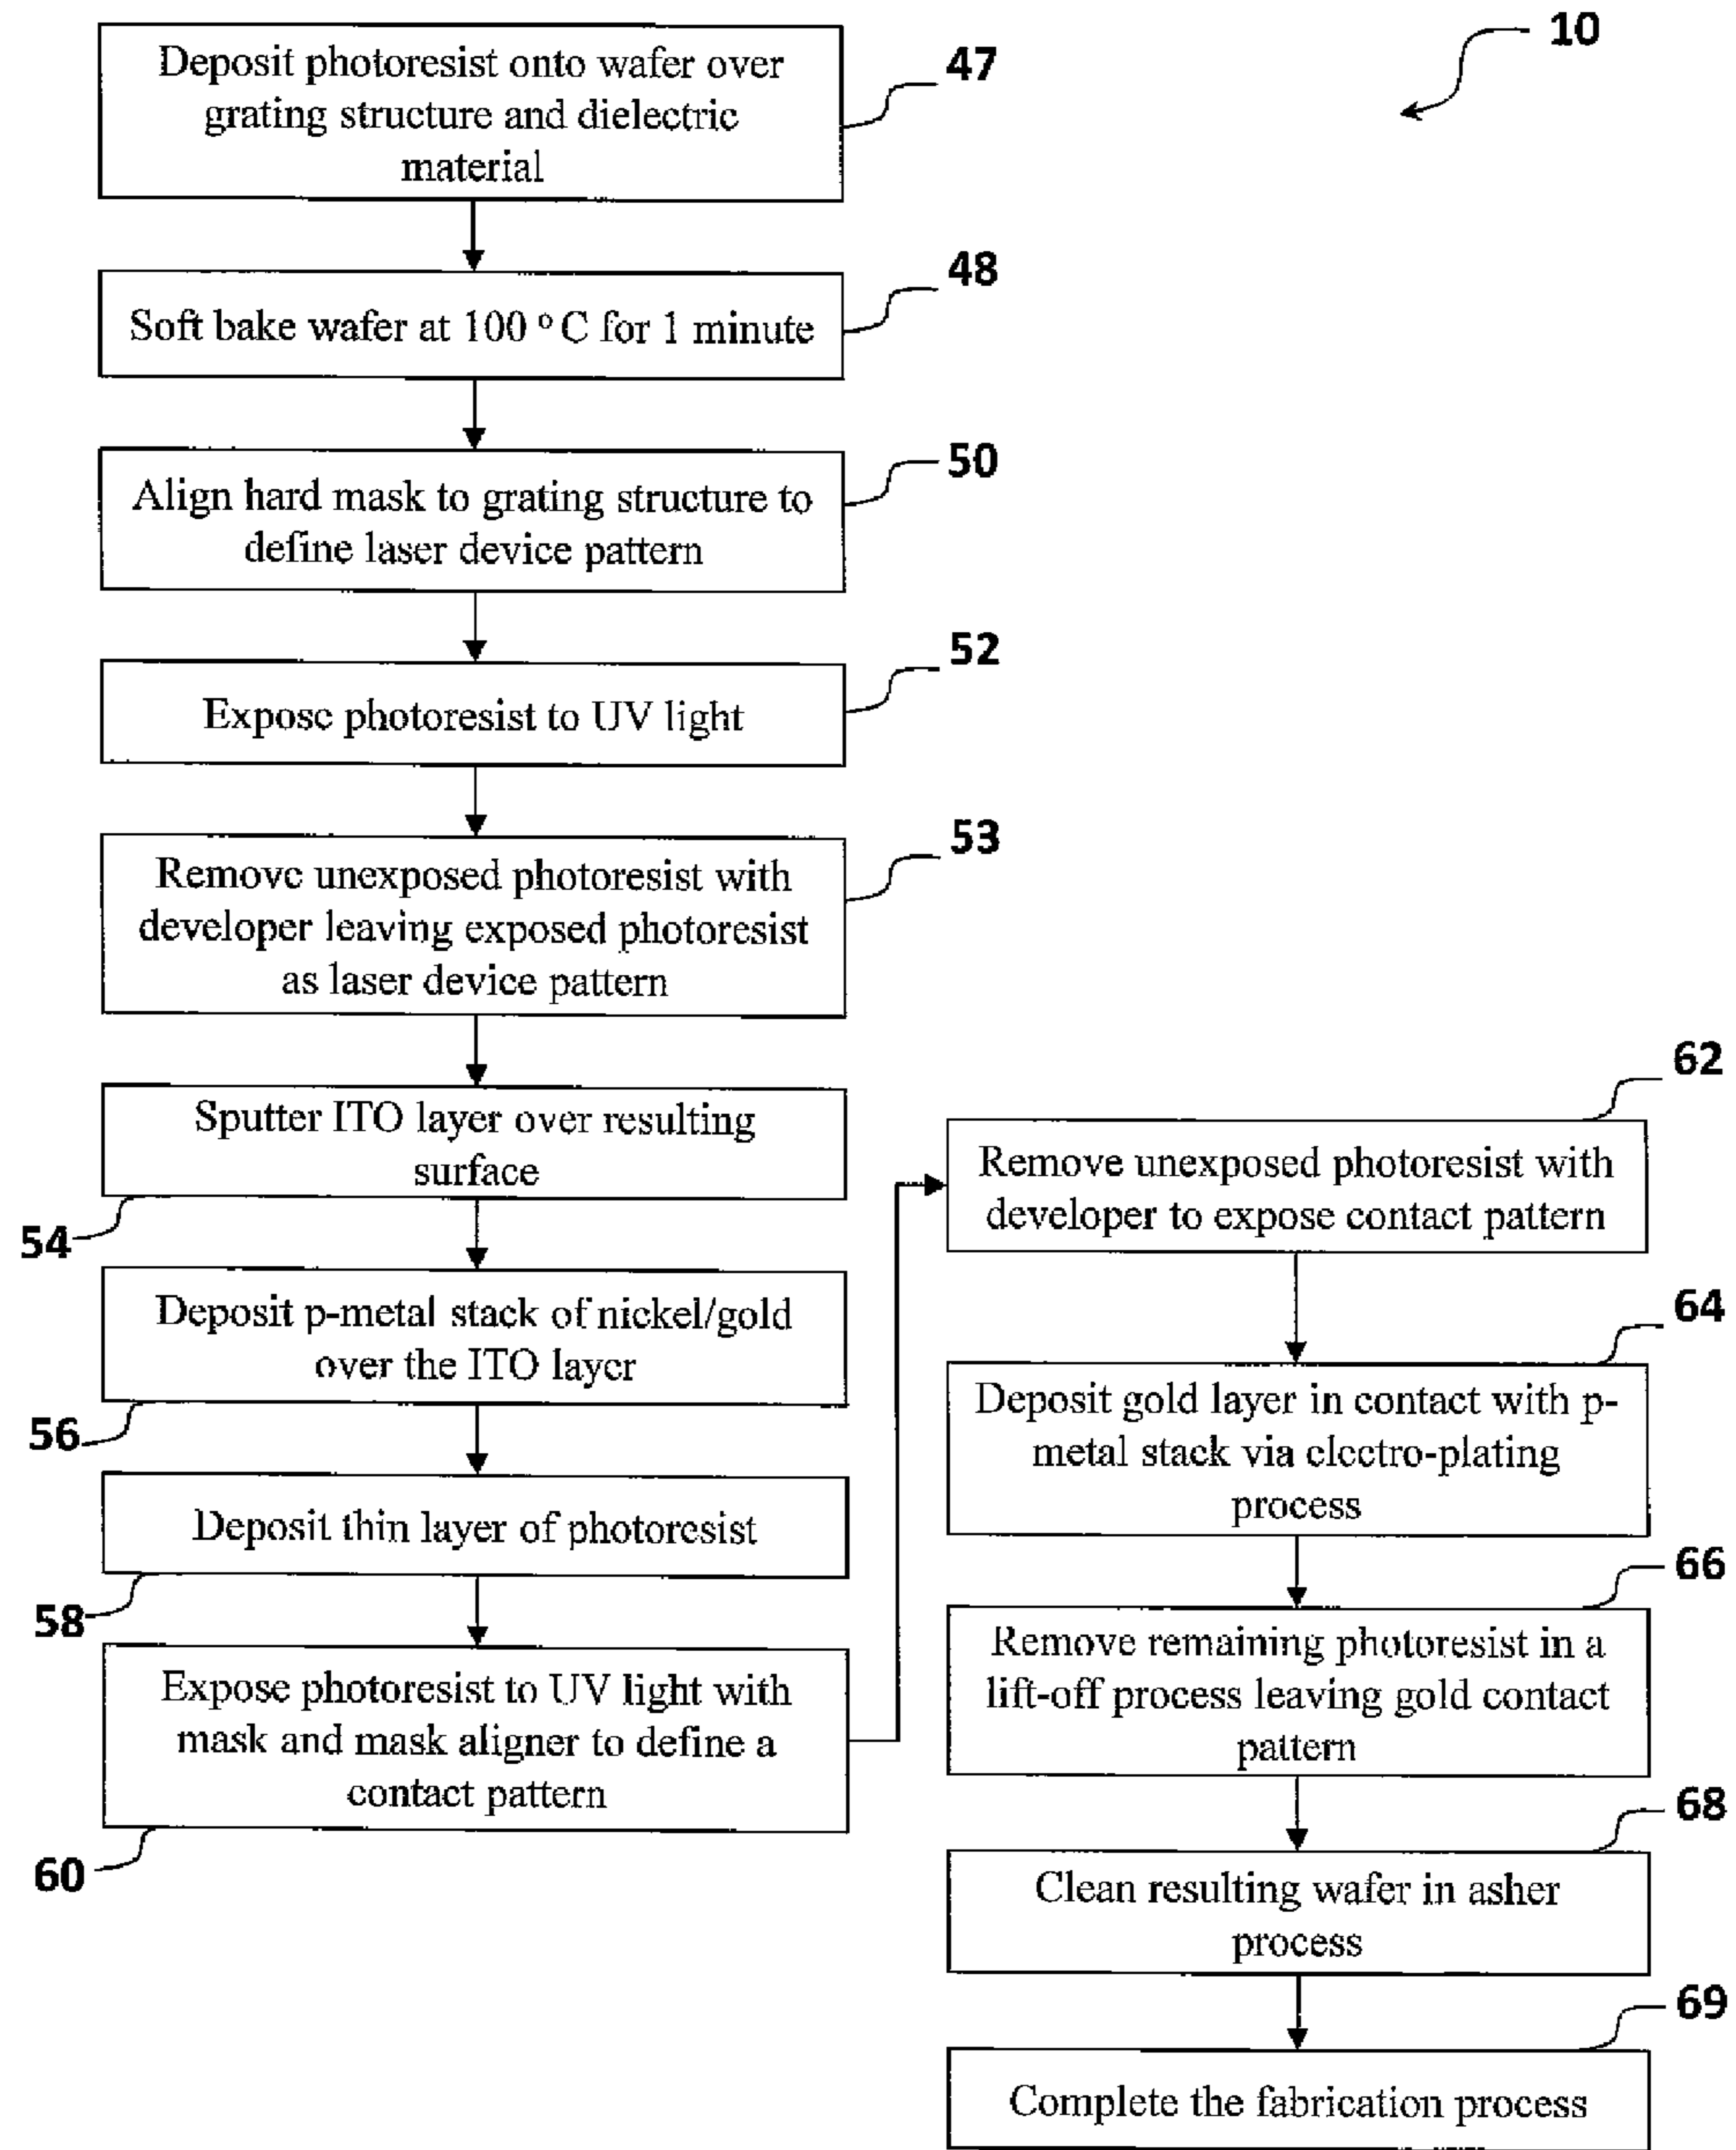 10
Deposit photoresist onto wafer over
grating structure and dielectric
material
47
Soft bake wafer at 100 °C for 1 minute
48
Align hard mask to grating structure to
define laser device pattern
50
Expose photoresist to UV light
52
Remove unexposed photoresist with
developer leaving exposed photoresist
as laser device pattern
53
Sputter ITO layer over resulting
surface
54
Deposit p-metal stack of nickel/gold
over the ITO layer
56
Deposit thin layer of photoresist
58
Expose photoresist to UV light with
mask and mask aligner to define a
contact pattern
60
62
Remove unexposed photoresist with
developer to expose contact pattern
64
Deposit gold layer in contact with p-
metal stack via electro-plating
process
66
Remove remaining photoresist in a
lift-off process leaving gold contact
pattern
68
Clean resulting wafer in asher
process
69
Complete the fabrication process